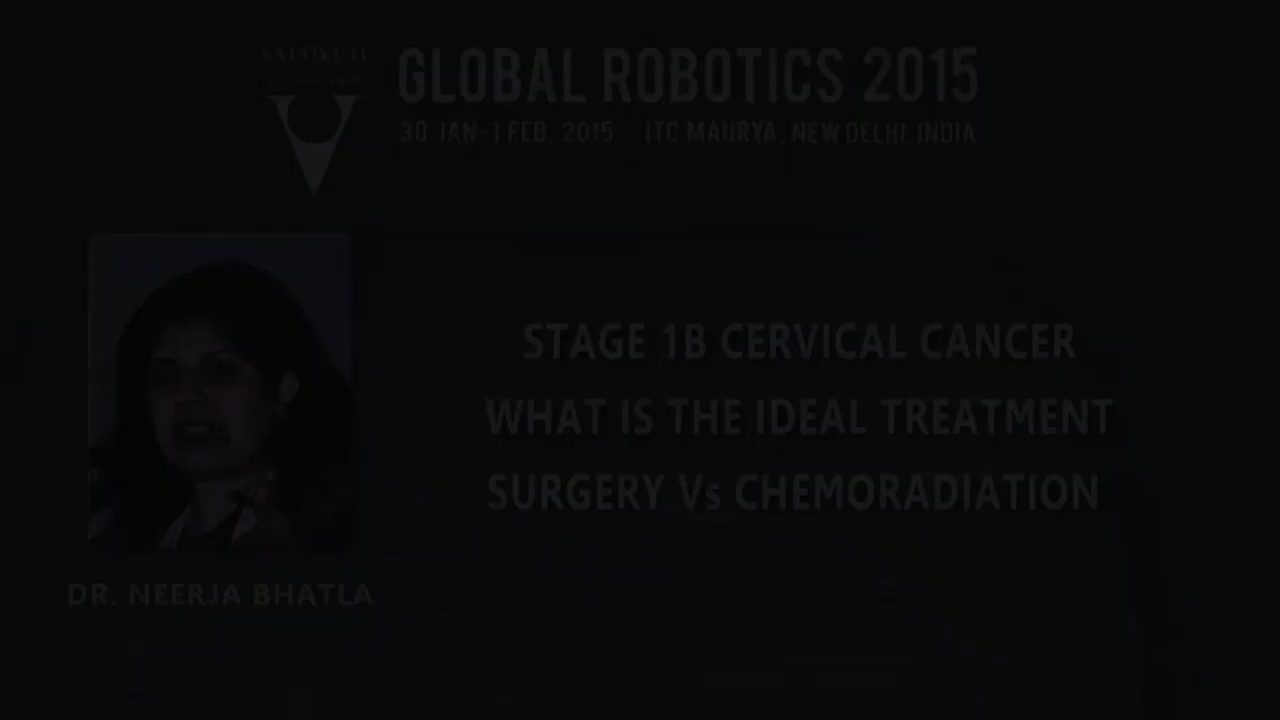 GLOBAL ROBOTICS 2015
30 JAN-1 FEB, 2015 ITC MAURYA, NEW DELHI, INDIA
STAGE 1B CERVICAL CANCER
WHAT IS THE IDEAL TREATMENT
SURGERY Vs CHEMORADIATION
DR. NEERJA BHATLA